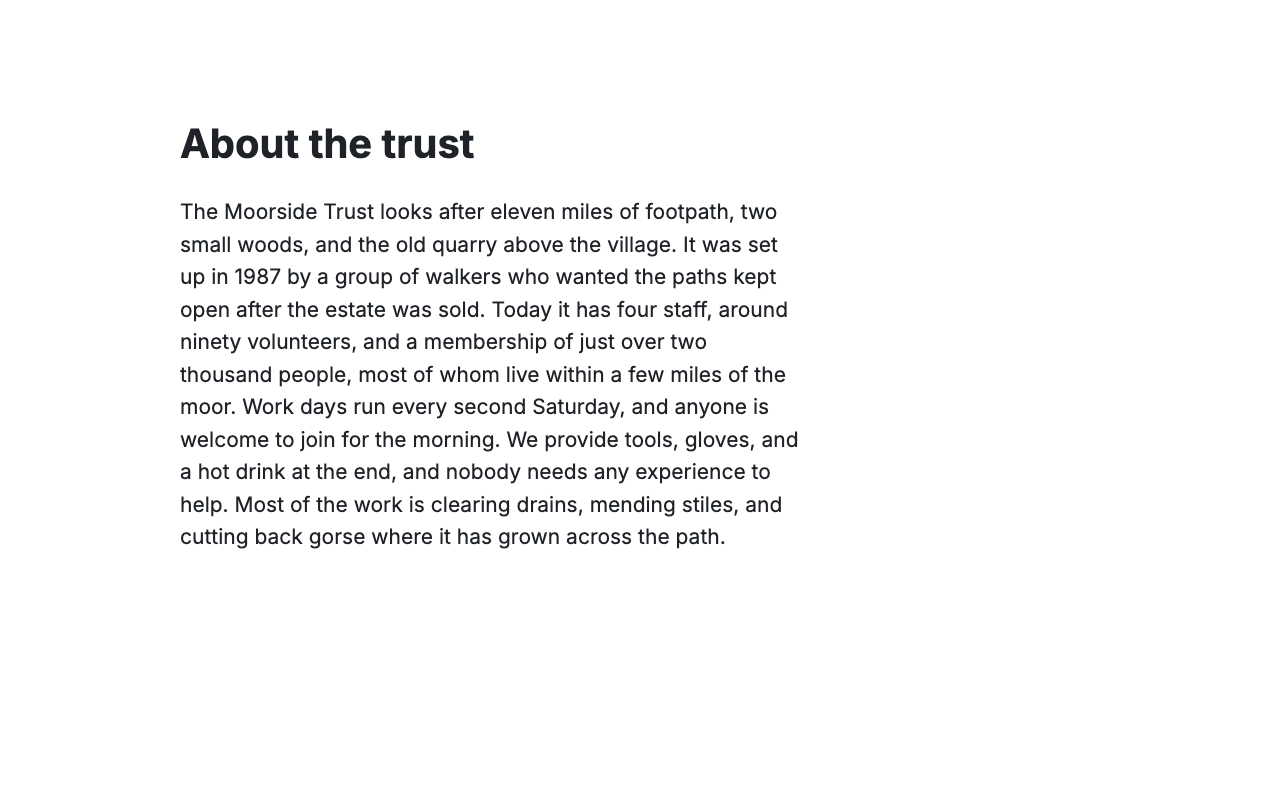 About the trust
The Moorside Trust looks after eleven miles of footpath, two
small woods, and the old quarry above the village. It was set
up in 1987 by a group of walkers who wanted the paths kept
open after the estate was sold. Today it has four staff, around
ninety volunteers, and a membership of just over two
thousand people, most of whom live within a few miles of the
moor. Work days run every second Saturday, and anyone is
welcome to join for the morning. We provide tools, gloves, and
a hot drink at the end, and nobody needs any experience to
help. Most of the work is clearing drains, mending stiles, and
cutting back gorse where it has grown across the path.